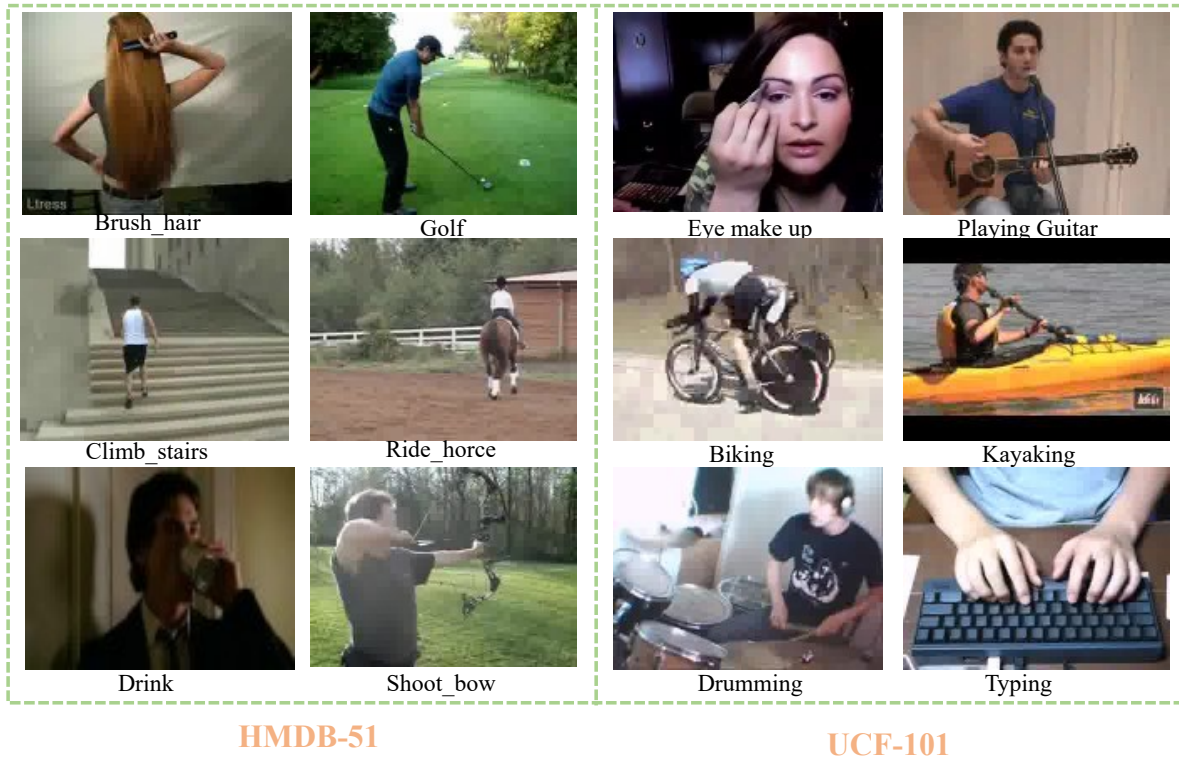 Ltress
Brush_hair
Golf
Eye make up
Playing Guitar
Climb_stairs
Ride_horce
Biking
Kayaking
Drink
Shoot_bow
Drumming
Typing
HMDB-51
UCF-101